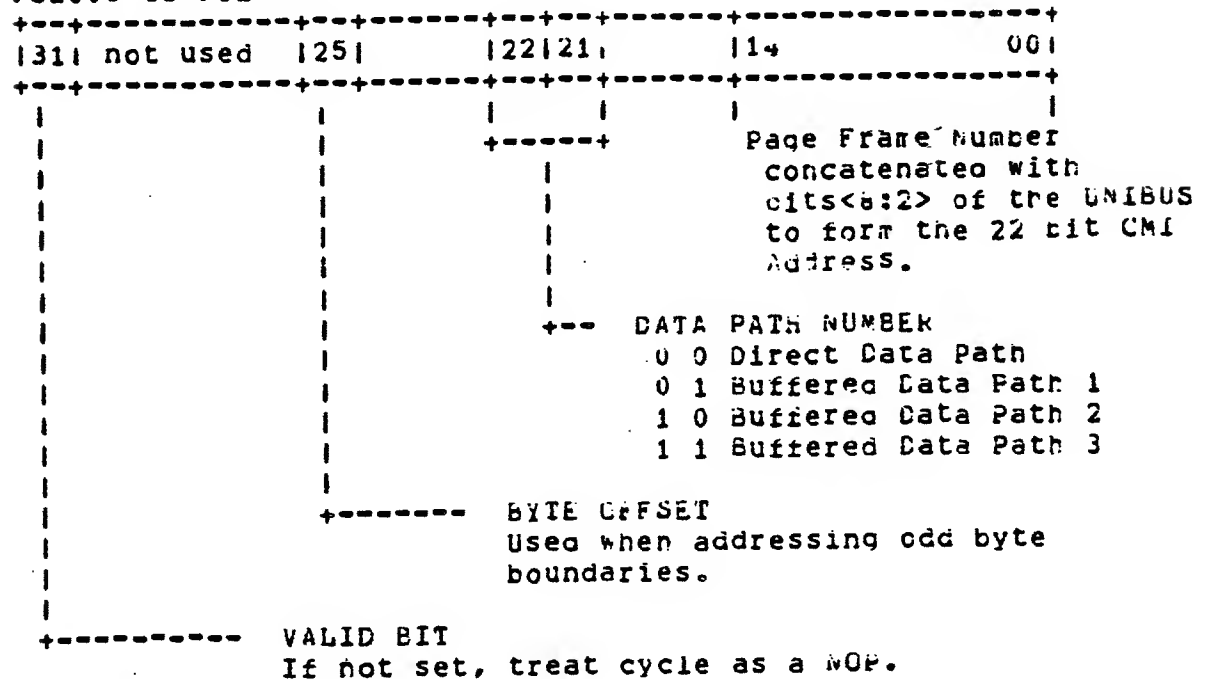 |31| not used |25| |22|21| |14 00|
Page Frame Number
concatenated with
bits<8:2> of the UNIBUS
to form the 22 bit CMI
Address.
+-- DATA PATH NUMBER
0 0 Direct Data Path
0 1 Buffered Data Path 1
1 0 Buffered Data Path 2
1 1 Buffered Data Path 3
+------- BYTE OFFSET
Used when addressing odd byte
boundaries.
+---------- VALID BIT
If not set, treat cycle as a NOP.